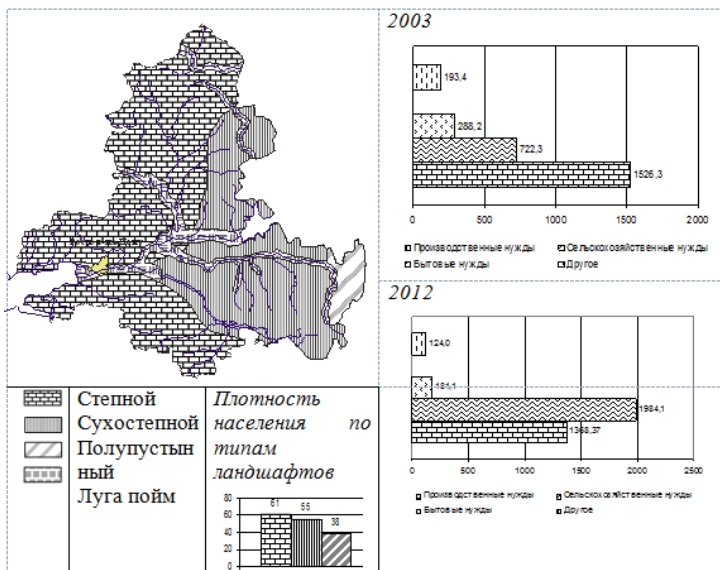 2003
193,4
288,2
722,3
1526,3
0 500 1000 1500 2000
Производственные нужды Сельскохозяйственные нужды
Бытовые нужды Другое
2012
124,0
181,1
1984,1
1368,37
0 500 1000 1500 2000 2500
Производственные нужды Сельскохозяйственные нужды
Бытовые нужды Другое
Степной
Сухостепной
Полупустын
ный
Луга пойм
Плотность
населения по
типам
ландшафтов
80
60
40
20
0
61 55 38